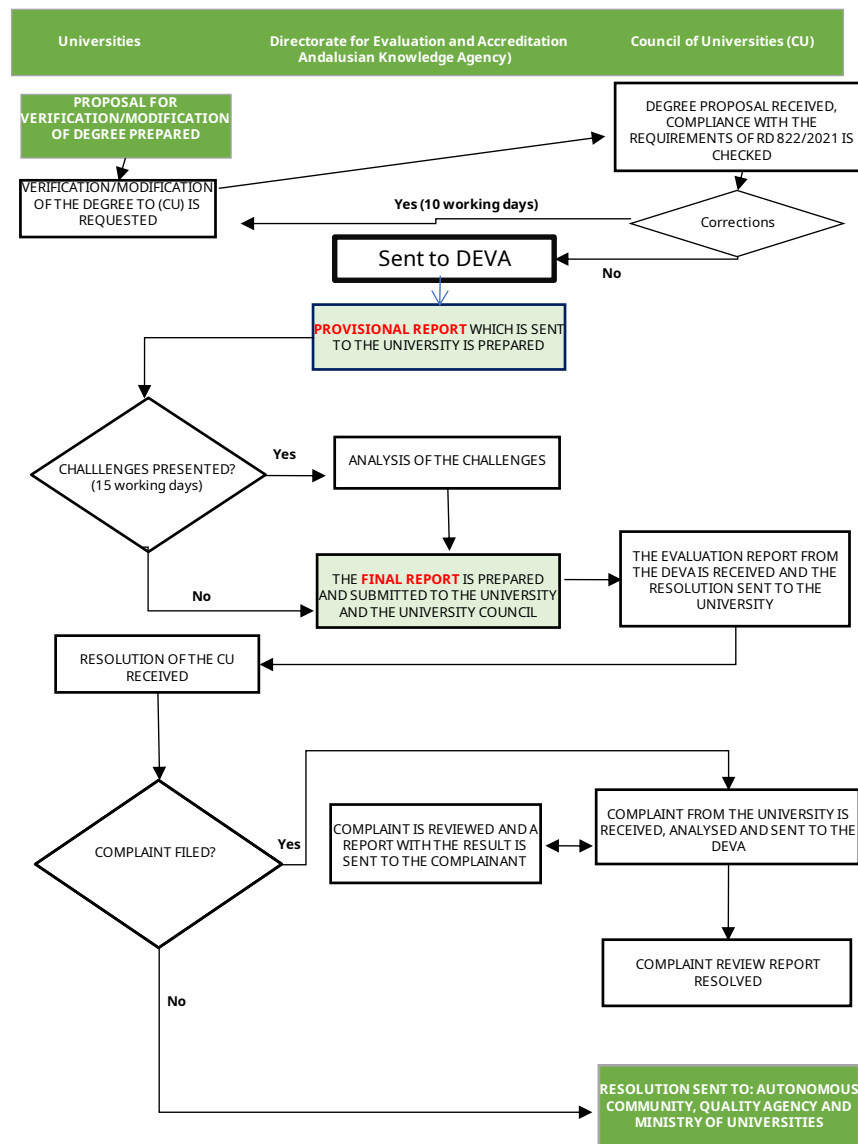 Universities
Directorate for Evaluation and Accreditation
Andalusian Knowledge Agency)
Council of Universities (CU)
PROPOSAL FOR
VERIFICATION/MODIFICATION
OF DEGREE PREPARED
DEGREE PROPOSAL RECEIVED,
COMPLIANCE WITH THE
REQUIREMENTS OF RD 822/2021 IS
CHECKED
VERIFICATION/MODIFICATION
OF THE DEGREE TO (CU) IS
REQUESTED
Yes (10 working days)
Corrections
Sent to DEVA
No
PROVISIONAL REPORT WHICH IS SENT
TO THE UNIVERSITY IS PREPARED
CHALLLENGES PRESENTED?
(15 working days)
Yes
ANALYSIS OF THE CHALLENGES
No
THE FINAL REPORT IS PREPARED
AND SUBMITTED TO THE UNIVERSITY
AND THE UNIVERSITY COUNCIL
THE EVALUATION REPORT FROM
THE DEVA IS RECEIVED AND THE
RESOLUTION SENT TO THE
UNIVERSITY
RESOLUTION OF THE CU
RECEIVED
COMPLAINT FILED?
Yes
COMPLAINT IS REVIEWED AND A
REPORT WITH THE RESULT IS
SENT TO THE COMPLAINANT
COMPLAINT FROM THE UNIVERSITY IS
RECEIVED, ANALYSED AND SENT TO THE
DEVA
COMPLAINT REVIEW REPORT
RESOLVED
No
RESOLUTION SENT TO: AUTONOMOUS
COMMUNITY, QUALITY AGENCY AND
MINISTRY OF UNIVERSITIES